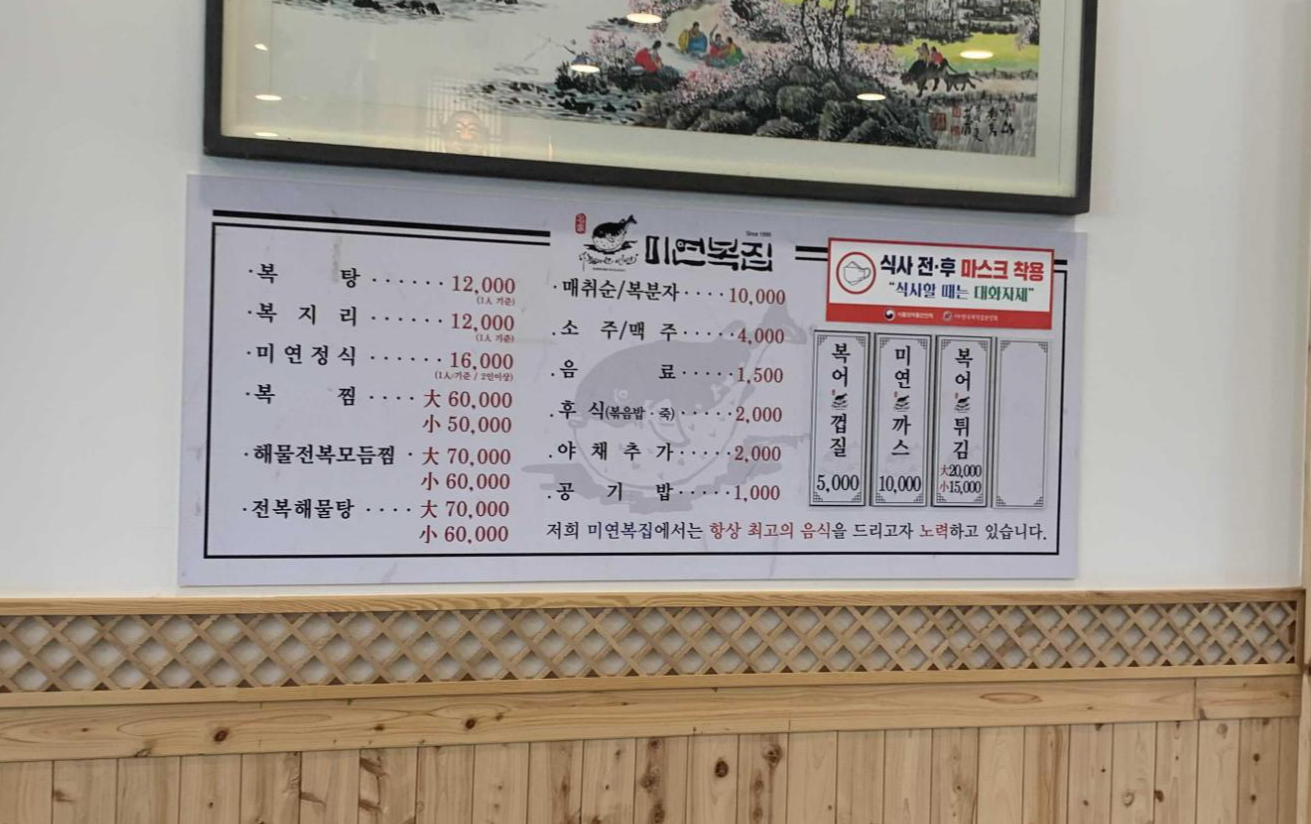 미연복집
Since 1990
·복 탕 ······ 12,000
(1人 기준)
·복 지 리 ······ 12,000
(1人 기준)
·미연정식 ······ 16,000
(1人기준 / 2인이상)
·복 찜 ···· 大 60,000
小 50,000
·해물전복모듬찜 · 大 70,000
小 60,000
·전복해물탕 ···· 大 70,000
小 60,000
·매취순/복분자 ···· 10,000
·소 주/맥 주 ····· 4,000
·음 료 ····· 1,500
·후 식(볶음밥·죽) ····· 2,000
·야 채 추 가 ····· 2,000
·공 기 밥 ····· 1,000
저희 미연복집에서는 항상 최고의 음식을 드리고자 노력하고 있습니다.
식사 전·후 마스크 착용
"식사할 때는 대화자제"
식품의약품안전처
복어껍질
5,000
미연까스
10,000
복어튀김
大20,000
小15,000